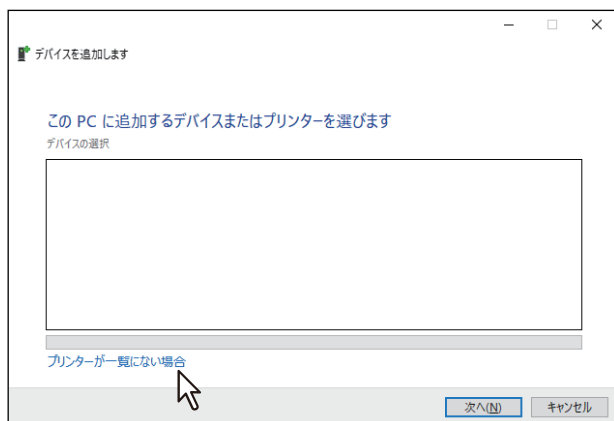 デバイスを追加します
この PC に追加するデバイスまたはプリンターを選びます
デバイスの選択
プリンターが一覧にない場合
次へ(N) キャンセル